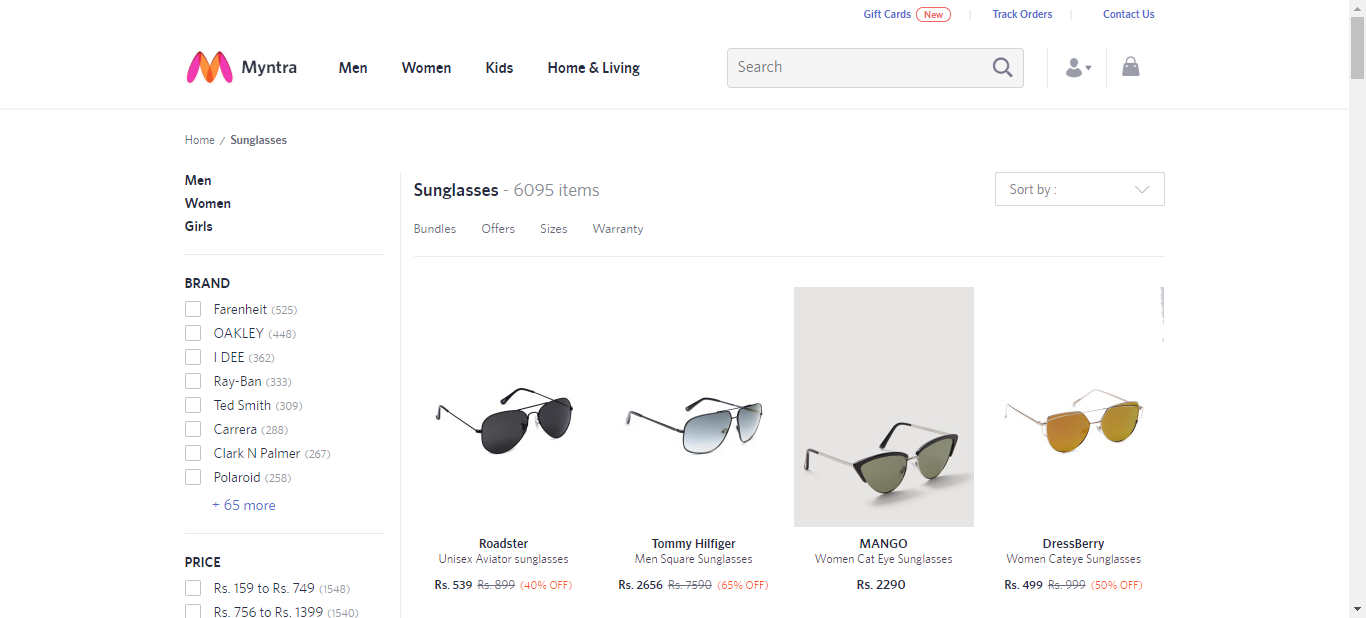 Gift Cards New Track Orders Contact Us
Myntra Men Women Kids Home & Living Search
Home / Sunglasses
Men
Women
Girls
BRAND
Farenheit (525)
OAKLEY (448)
I DEE (362)
Ray-Ban (333)
Ted Smith (309)
Carrera (288)
Clark N Palmer (267)
Polaroid (258)
+ 65 more
PRICE
Rs. 159 to Rs. 749 (1548)
Rs. 756 to Rs. 1399 (1540)
Sunglasses - 6095 items
Sort by :
Bundles Offers Sizes Warranty
Roadster
Unisex Aviator sunglasses
Rs. 539 Rs. 899 (40% OFF)
Tommy Hilfiger
Men Square Sunglasses
Rs. 2656 Rs. 7590 (65% OFF)
MANGO
Women Cat Eye Sunglasses
Rs. 2290
DressBerry
Women Cateye Sunglasses
Rs. 499 Rs. 999 (50% OFF)